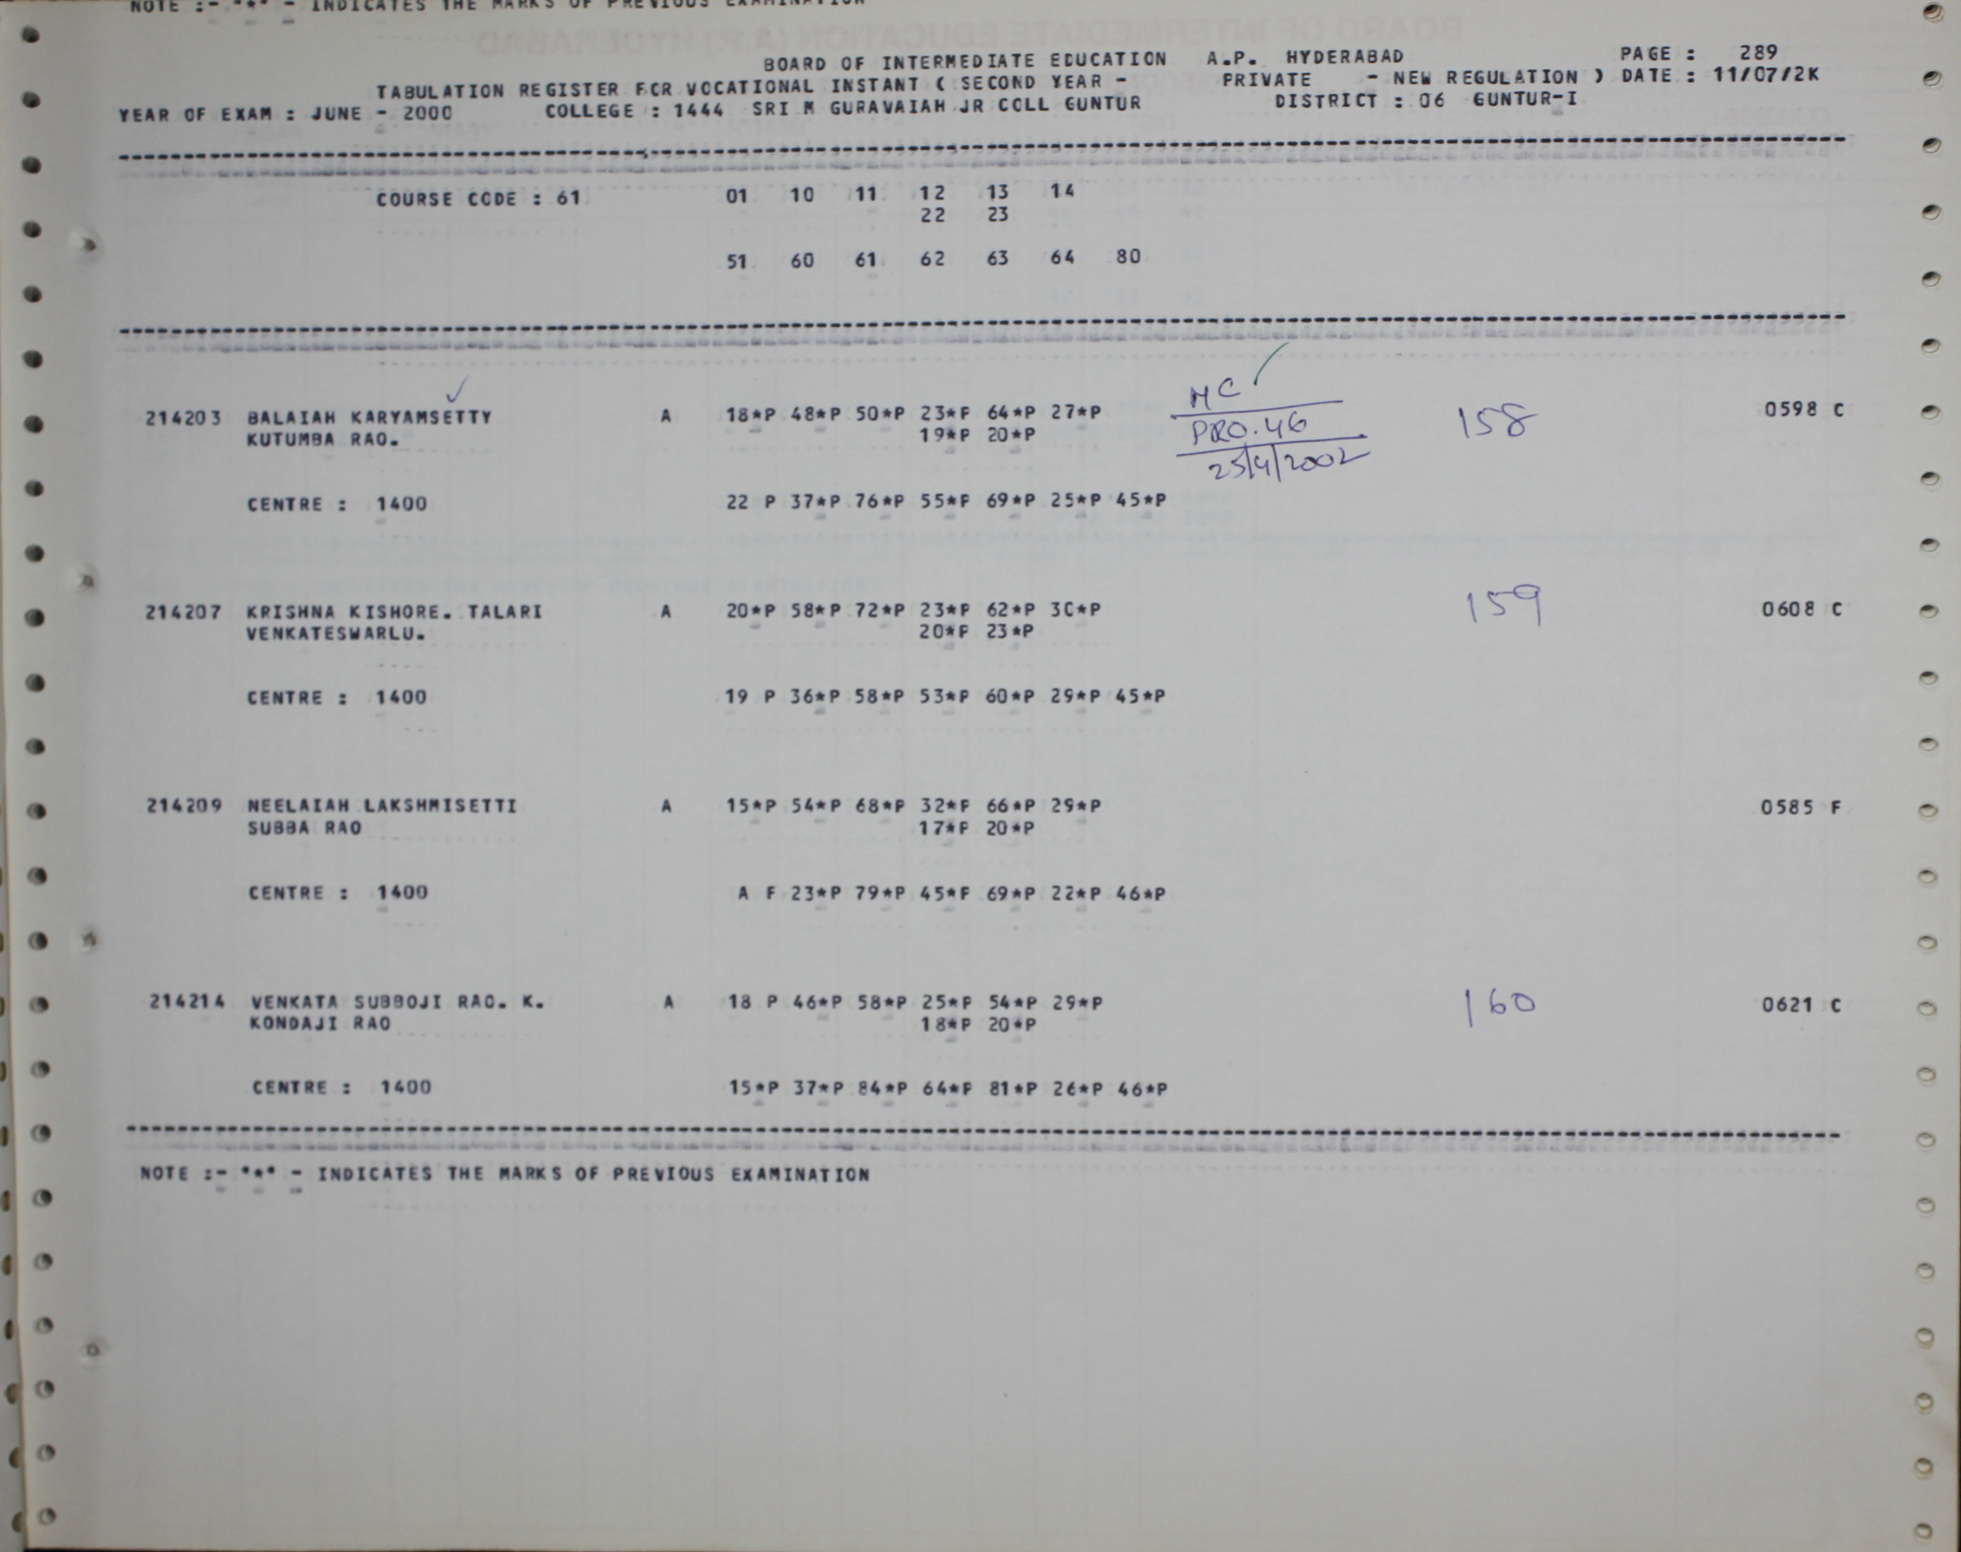 NOTE :- "*" - INDICATES THE MARKS OF PREVIOUS EXAMINATION
BOARD OF INTERMEDIATE EDUCATION A.P. HYDERABAD PAGE : 289
TABULATION REGISTER FOR VOCATIONAL INSTANT ( SECOND YEAR - PRIVATE - NEW REGULATION ) DATE : 11/07/2K
YEAR OF EXAM : JUNE - 2000 COLLEGE : 1444 SRI M GURAVAIAH JR COLL GUNTUR DISTRICT : 06 GUNTUR-I
COURSE CODE : 61 01 10 11 12 13 14
22 23
51 60 61 62 63 64 80
214203 BALAIAH KARYAMSETTY A 18*P 48*P 50*P 23*P 64*P 27*P MC 158 0598 C
KUTUMBA RAO. 19*P 20*P PRO.46
25/4/2002
CENTRE : 1400 22 P 37*P 76*P 55*P 69*P 25*P 45*P
214207 KRISHNA KISHORE. TALARI A 20*P 58*P 72*P 23*P 62*P 30*P 159 0608 C
VENKATESWARLU. 20*P 23*P
CENTRE : 1400 19 P 36*P 58*P 53*P 60*P 29*P 45*P
214209 NEELAIAH LAKSHMISETTI A 15*P 54*P 68*P 32*P 66*P 29*P 0585 F
SUBBA RAO 17*P 20*P
CENTRE : 1400 A F 23*P 79*P 45*P 69*P 22*P 46*P
214214 VENKATA SUBBOJI RAO. K. A 18 P 46*P 58*P 25*P 54*P 29*P 160 0621 C
KONDAJI RAO 18*P 20*P
CENTRE : 1400 15*P 37*P 84*P 64*P 81*P 26*P 46*P
NOTE :- "*" - INDICATES THE MARKS OF PREVIOUS EXAMINATION